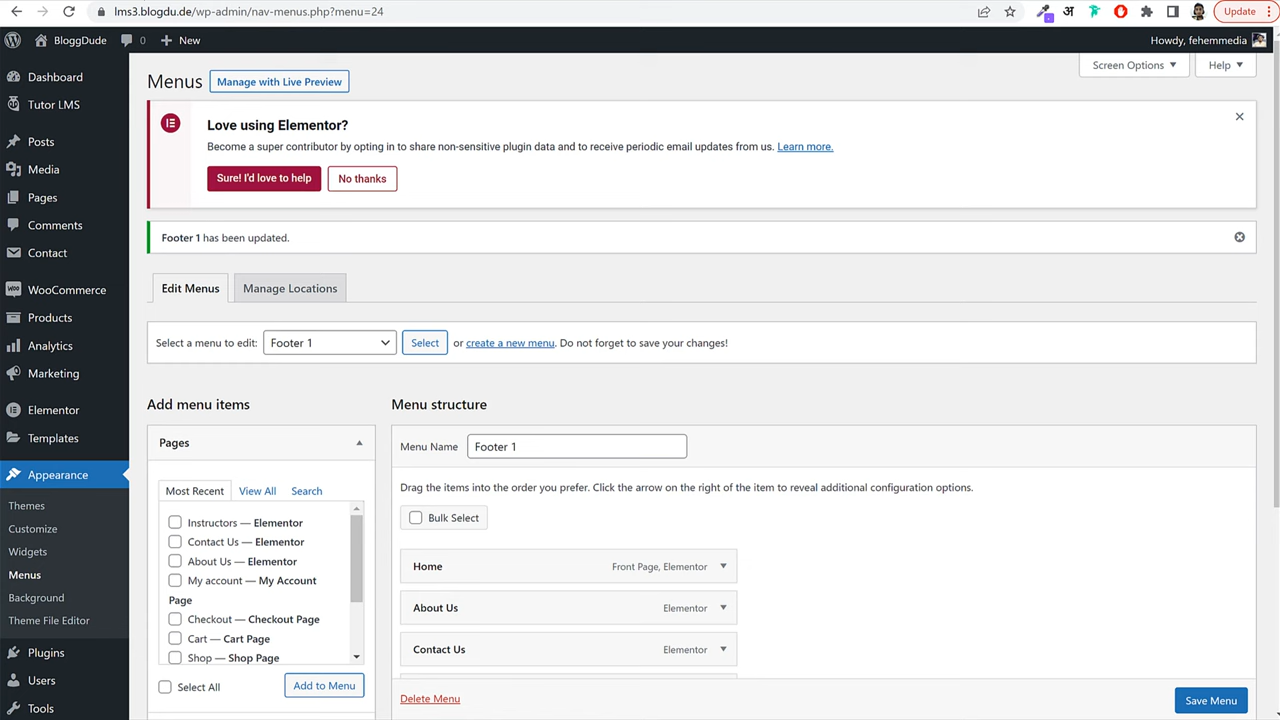 lms3.blogdu.de/wp-admin/nav-menus.php?menu=24
अ
Update
BloggDude
0
New
Howdy, fehemmedia
Dashboard
Tutor LMS
Posts
Media
Pages
Comments
Contact
WooCommerce
Products
Analytics
Marketing
Elementor
Templates
Appearance
Themes
Customize
Widgets
Menus
Background
Theme File Editor
Plugins
Users
Tools
Screen Options
Help
Menus
Manage with Live Preview
Love using Elementor?
Become a super contributor by opting in to share non-sensitive plugin data and to receive periodic email updates from us. Learn more.
Sure! I'd love to help
No thanks
Footer 1 has been updated.
Edit Menus
Manage Locations
Select a menu to edit:
Footer 1
Select
or create a new menu. Do not forget to save your changes!
Add menu items
Pages
Most Recent
View All
Search
Instructors — Elementor
Contact Us — Elementor
About Us — Elementor
My account — My Account
Page
Checkout — Checkout Page
Cart — Cart Page
Shop — Shop Page
Select All
Add to Menu
Menu structure
Menu Name
Footer 1
Drag the items into the order you prefer. Click the arrow on the right of the item to reveal additional configuration options.
Bulk Select
Home
Front Page, Elementor
About Us
Elementor
Contact Us
Elementor
Delete Menu
Save Menu